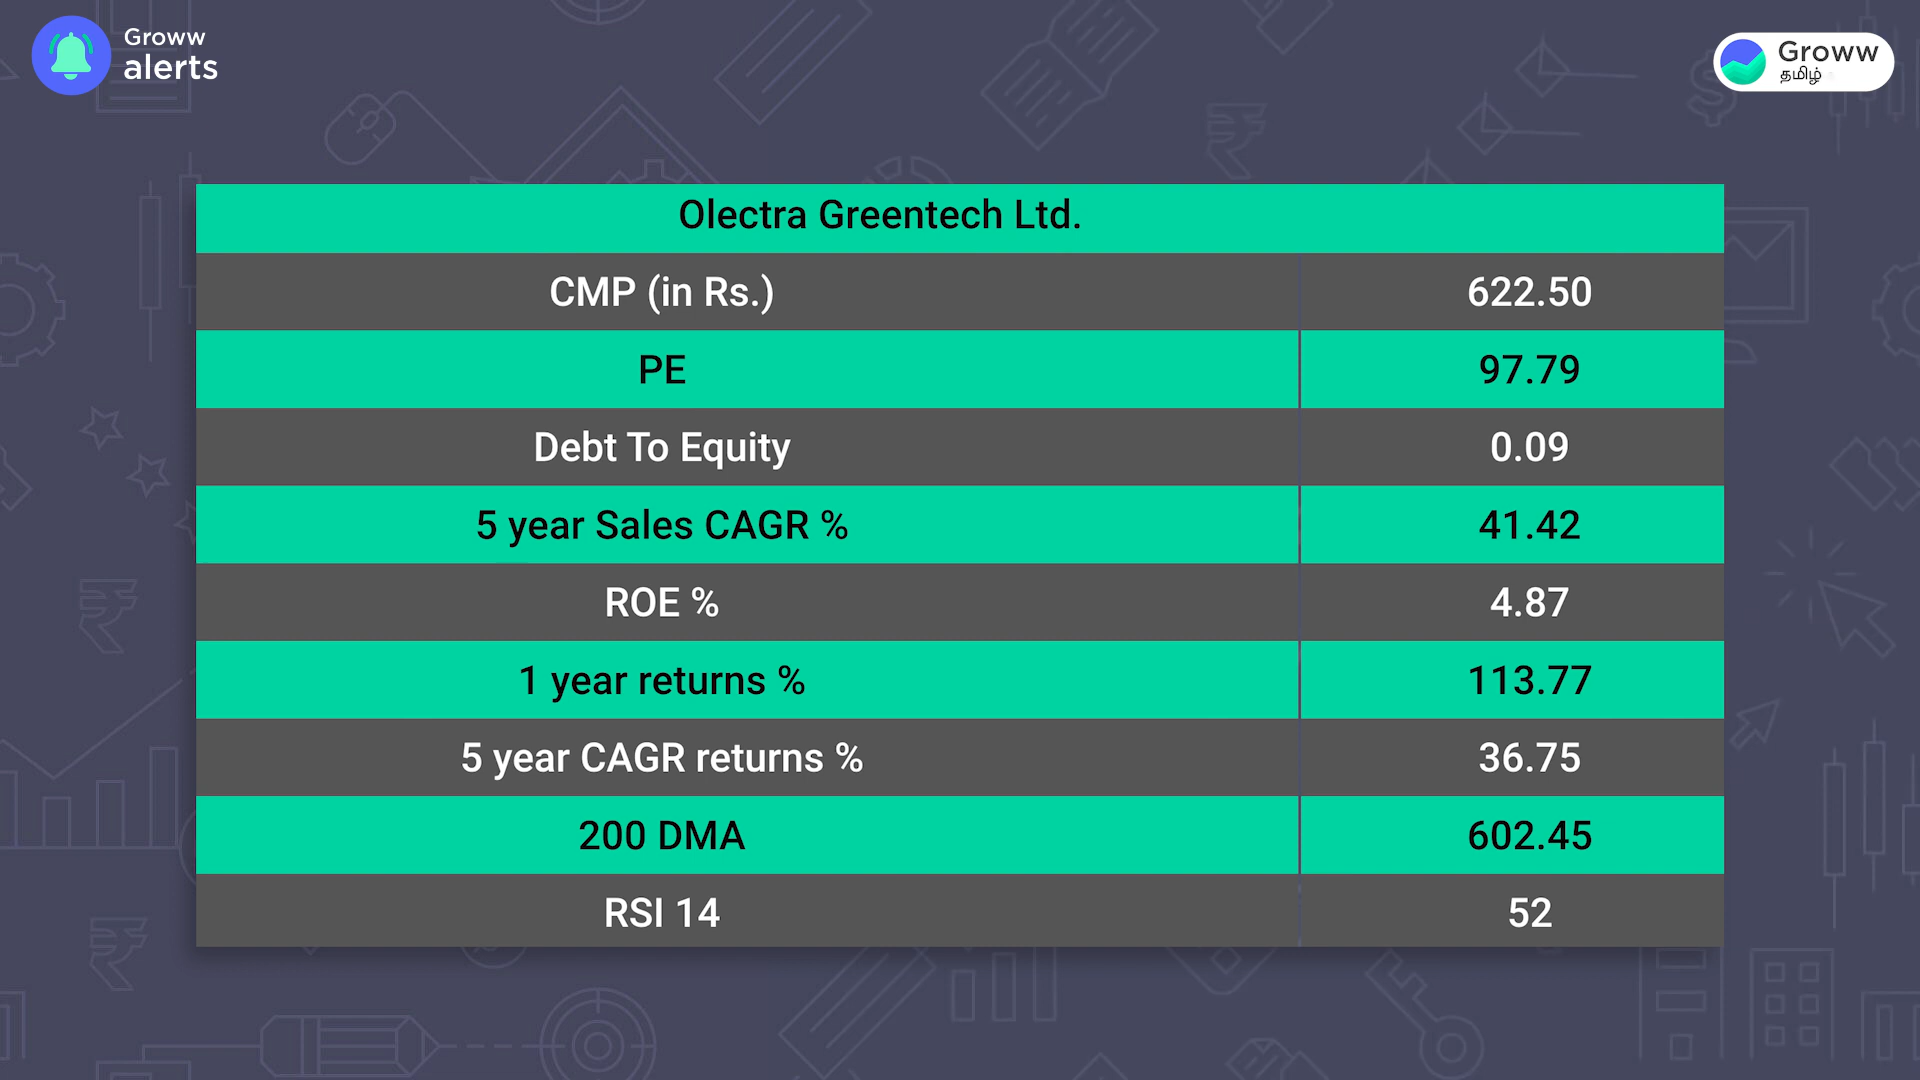 Groww
alerts
Groww
தமிழ்
Olectra Greentech Ltd.
CMP (in Rs.) 622.50
PE 97.79
Debt To Equity 0.09
5 year Sales CAGR % 41.42
ROE % 4.87
1 year returns % 113.77
5 year CAGR returns % 36.75
200 DMA 602.45
RSI 14 52